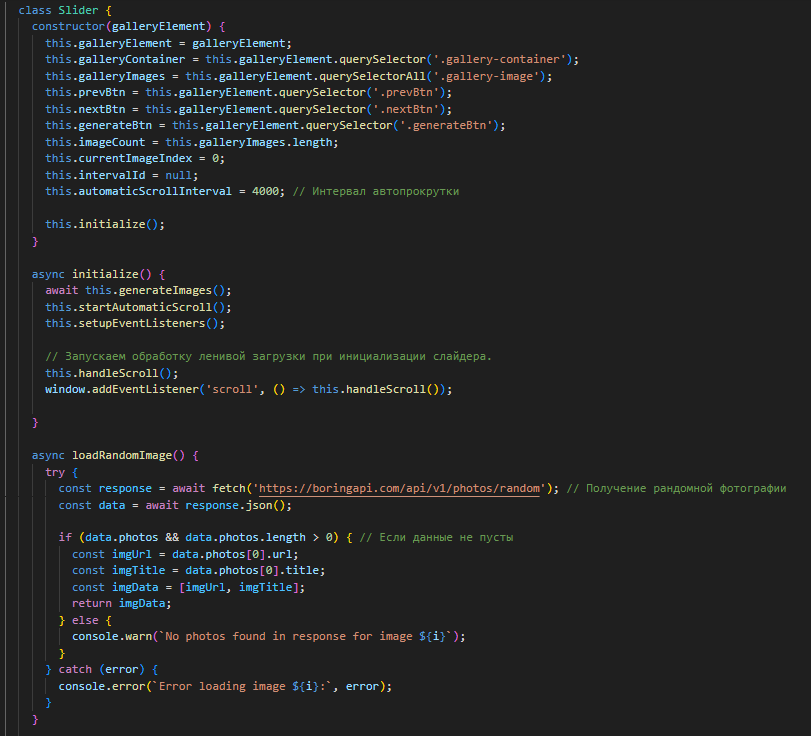 class Slider {
constructor(galleryElement) {
this.galleryElement = galleryElement;
this.galleryContainer = this.galleryElement.querySelector('.gallery-container');
this.galleryImages = this.galleryElement.querySelectorAll('.gallery-image');
this.prevBtn = this.galleryElement.querySelector('.prevBtn');
this.nextBtn = this.galleryElement.querySelector('.nextBtn');
this.generateBtn = this.galleryElement.querySelector('.generateBtn');
this.imageCount = this.galleryImages.length;
this.currentImageIndex = 0;
this.intervalId = null;
this.automaticScrollInterval = 4000; // Интервал автопрокрутки
this.initialize();
}
async initialize() {
await this.generateImages();
this.startAutomaticScroll();
this.setupEventListeners();
// Запускаем обработку ленивой загрузки при инициализации слайдера.
this.handleScroll();
window.addEventListener('scroll', () => this.handleScroll());
}
async loadRandomImage() {
try {
const response = await fetch('https://boringapi.com/api/v1/photos/random'); // Получение рандомной фотографии
const data = await response.json();
if (data.photos && data.photos.length > 0) { // Если данные не пусты
const imgUrl = data.photos[0].url;
const imgTitle = data.photos[0].title;
const imgData = [imgUrl, imgTitle];
return imgData;
} else {
console.warn(`No photos found in response for image ${i}`);
}
} catch (error) {
console.error(`Error loading image ${i}:`, error);
}
}